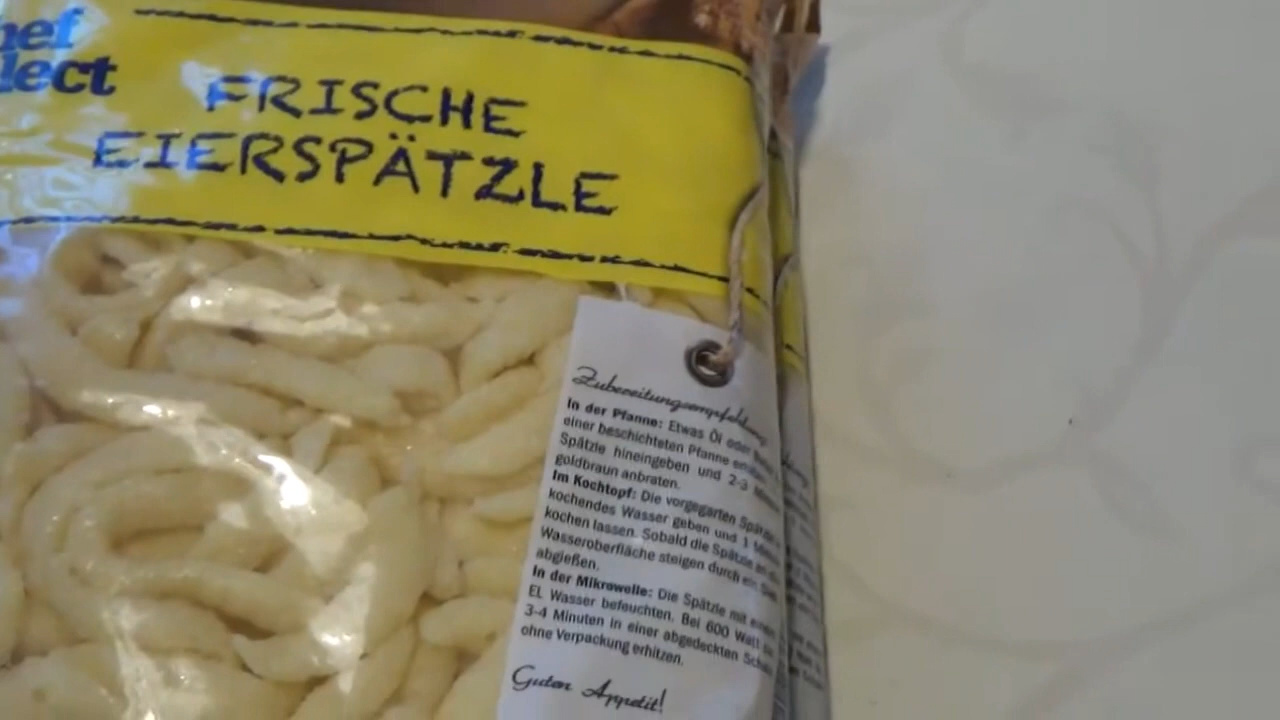 hef
lect
FRISCHE
EIERSPÄTZLE
Zubereitungsempfehlung
In der Pfanne: Etwas Öl oder
einer beschichteten Pfanne
Spätzle hineingeben und 2-3
goldbraun anbraten.
Im Kochtopf: Die vorgegarten
kochendes Wasser geben und 1
kochen lassen. Sobald die Spätzle
Wasseroberfläche steigen durch ein
abgießen.
In der Mikrowelle: Die Spätzle mit
EL Wasser befeuchten. Bei 600 Watt
3-4 Minuten in einer abgedeckten
ohne Verpackung erhitzen.
Guten Appetit!